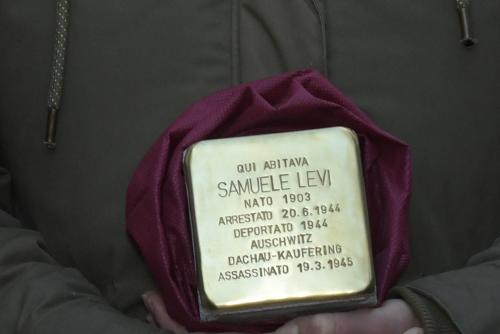 QUI ABITAVA
SAMUELE LEVI
NATO 1903
ARRESTATO 20.6.1944
DEPORTATO 1944
AUSCHWITZ
DACHAU-KAUFERING
ASSASSINATO 19.3.1945